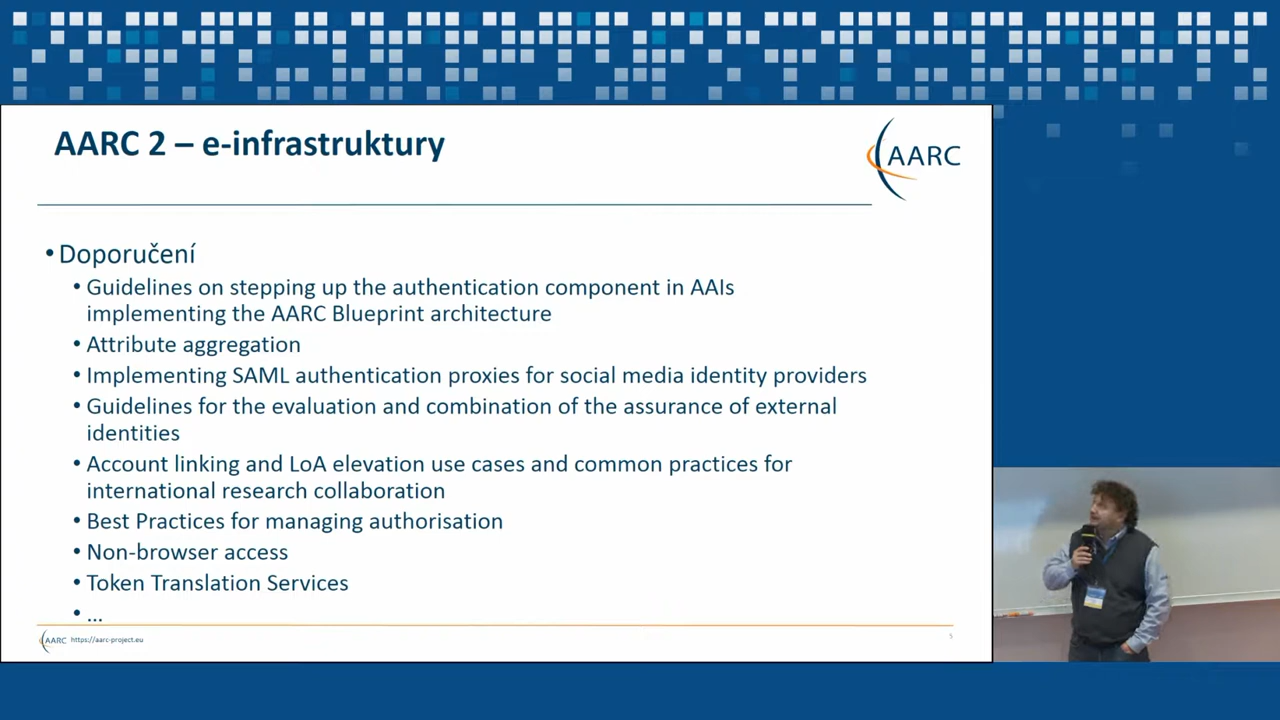 AARC 2 – e-infrastruktury
AARC
• Doporučení
• Guidelines on stepping up the authentication component in AAIs
implementing the AARC Blueprint architecture
• Attribute aggregation
• Implementing SAML authentication proxies for social media identity providers
• Guidelines for the evaluation and combination of the assurance of external
identities
• Account linking and LoA elevation use cases and common practices for
international research collaboration
• Best Practices for managing authorisation
• Non-browser access
• Token Translation Services
• ...
AARC https://aarc-project.eu
5